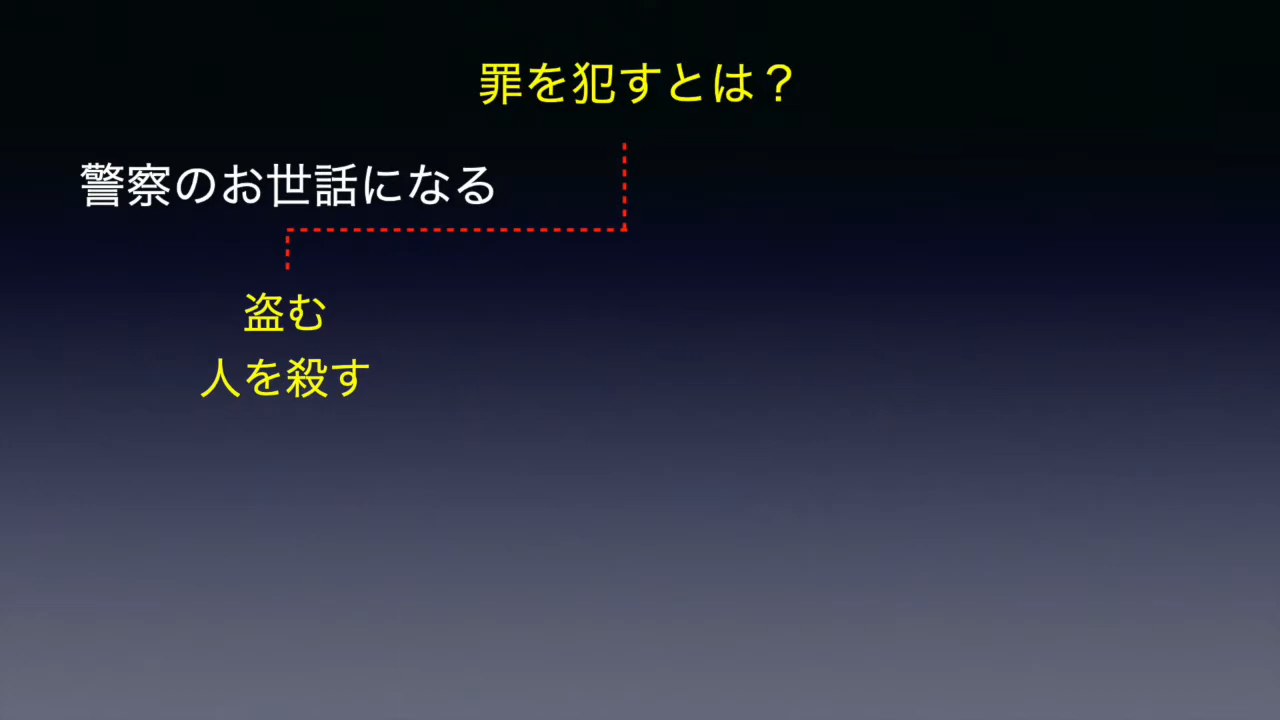 罪を犯すとは？
警察のお世話になる
盗む
人を殺す